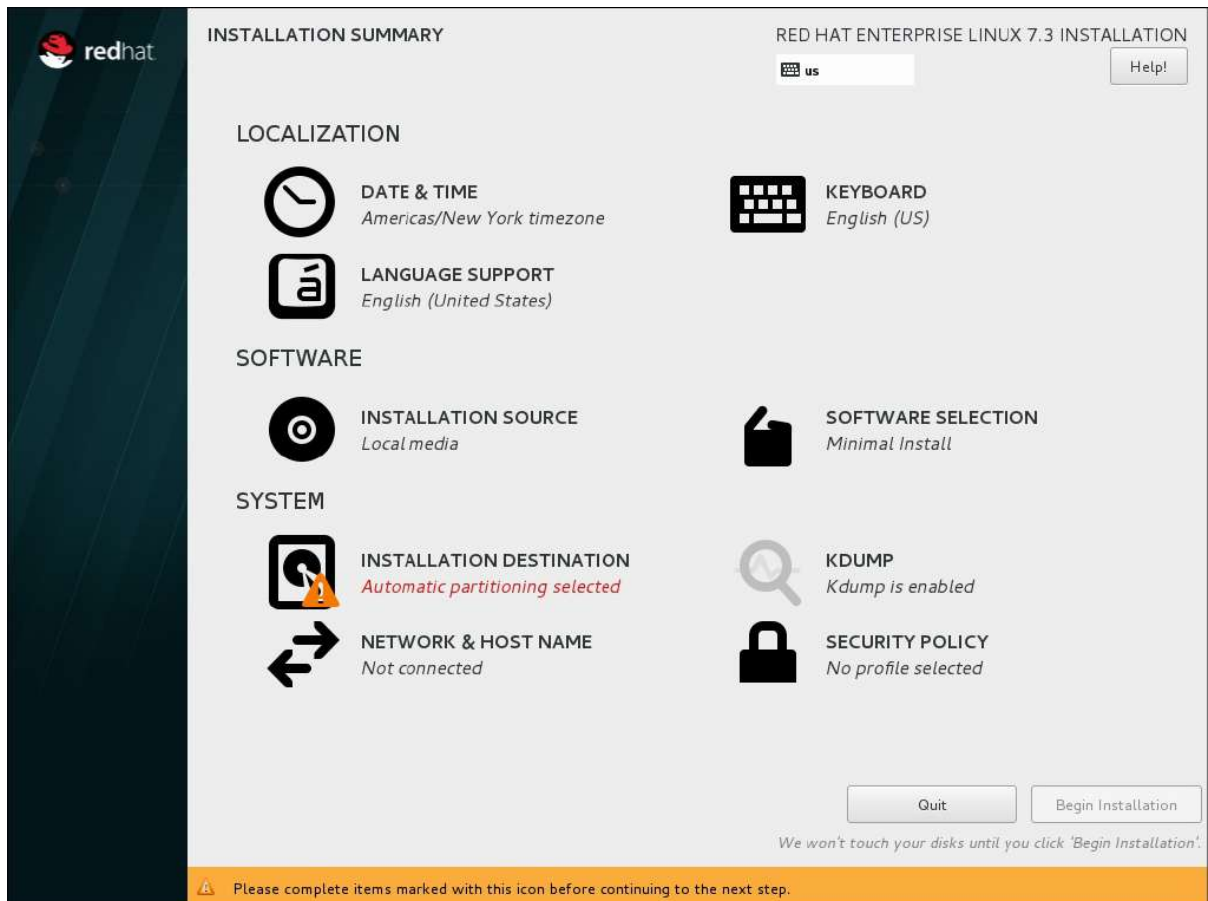 redhat.
INSTALLATION SUMMARY
RED HAT ENTERPRISE LINUX 7.3 INSTALLATION
us
Help!
LOCALIZATION
DATE & TIME
Americas/New York timezone
KEYBOARD
English (US)
á
LANGUAGE SUPPORT
English (United States)
SOFTWARE
INSTALLATION SOURCE
Local media
SOFTWARE SELECTION
Minimal Install
SYSTEM
INSTALLATION DESTINATION
Automatic partitioning selected
KDUMP
Kdump is enabled
NETWORK & HOST NAME
Not connected
SECURITY POLICY
No profile selected
Quit
Begin Installation
We won't touch your disks until you click 'Begin Installation'.
Please complete items marked with this icon before continuing to the next step.